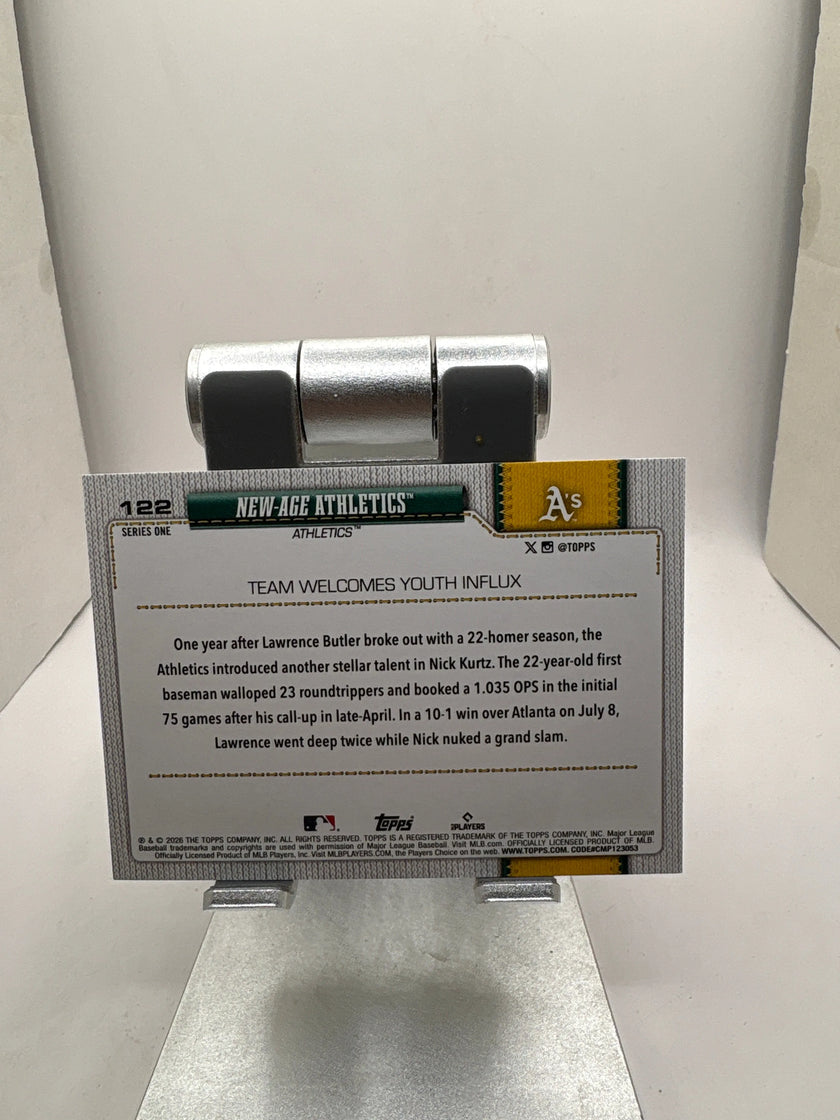 122
SERIES ONE
NEW-AGE ATHLETICS™
ATHLETICS™
A's
@TOPPS
TEAM WELCOMES YOUTH INFLUX
One year after Lawrence Butler broke out with a 22-homer season, the
Athletics introduced another stellar talent in Nick Kurtz. The 22-year-old first
baseman walloped 23 roundtrippers and booked a 1.035 OPS in the initial
75 games after his call-up in late-April. In a 10-1 win over Atlanta on July 8,
Lawrence went deep twice while Nick nuked a grand slam.
topps
PLAYERS
® & © 2026 THE TOPPS COMPANY, INC. ALL RIGHTS RESERVED. TOPPS IS A REGISTERED TRADEMARK OF THE TOPPS COMPANY, INC. Major League
Baseball trademarks and copyrights are used with permission of Major League Baseball. Visit MLB.com. OFFICIALLY LICENSED PRODUCT OF MLB.
Officially Licensed Product of MLB Players, Inc. Visit MLBPLAYERS.COM, the Players Choice on the web. WWW.TOPPS.COM. CODE#CMP123053